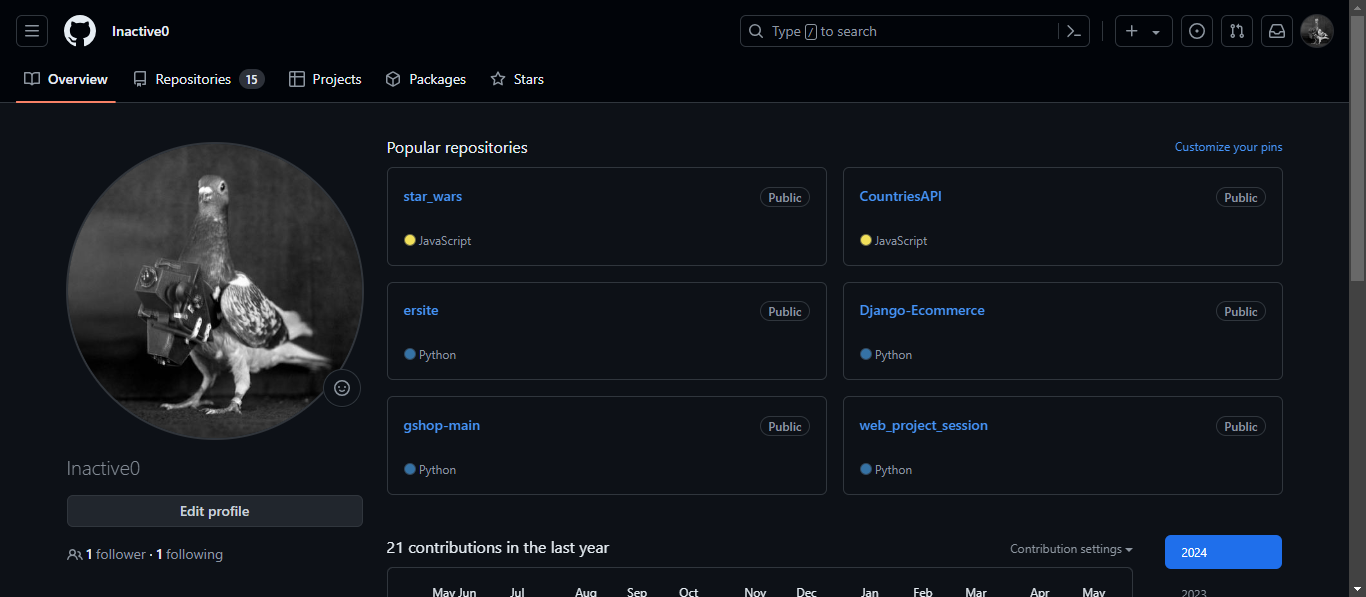 Inactive0
Type / to search
Overview Repositories 15 Projects Packages Stars
Popular repositories
Customize your pins
star_wars Public
JavaScript
CountriesAPI Public
JavaScript
ersite Public
Python
Django-Ecommerce Public
Python
gshop-main Public
Python
web_project_session Public
Python
Inactive0
Edit profile
1 follower · 1 following
21 contributions in the last year
Contribution settings
2024
2023
May Jun Jul Aug Sep Oct Nov Dec Jan Feb Mar Apr May